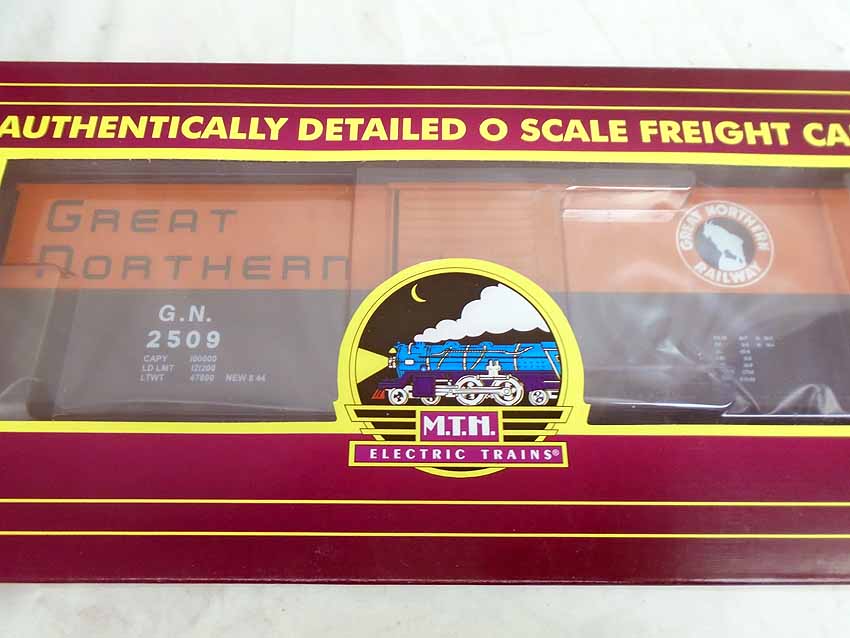 AUTHENTICALLY DETAILED O SCALE FREIGHT CA
GREAT
NORTHERN
G.N.
2509
CAPY 100000
LD LMT 121200
LTWT 47800 NEW 8 44
GREAT NORTHERN
RAILWAY
M.T.H.
ELECTRIC TRAINS®